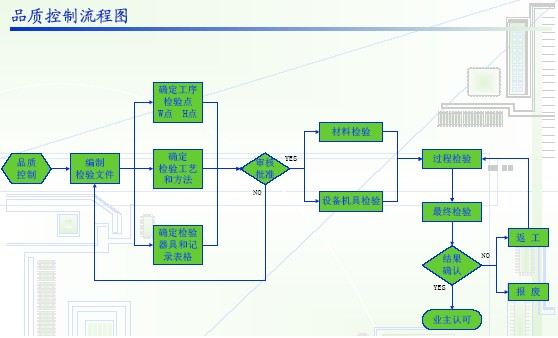 品质控制流程图
品质
控制
编制
检验文件
确定工序
检验点
W点 H点
确定
检验工艺
和方法
确定检验
器具和记
录表格
审核
批准
YES
NO
材料检验
设备机具检验
过程检验
最终检验
结果
确认
NO
YES
返 工
报 废
业主认可